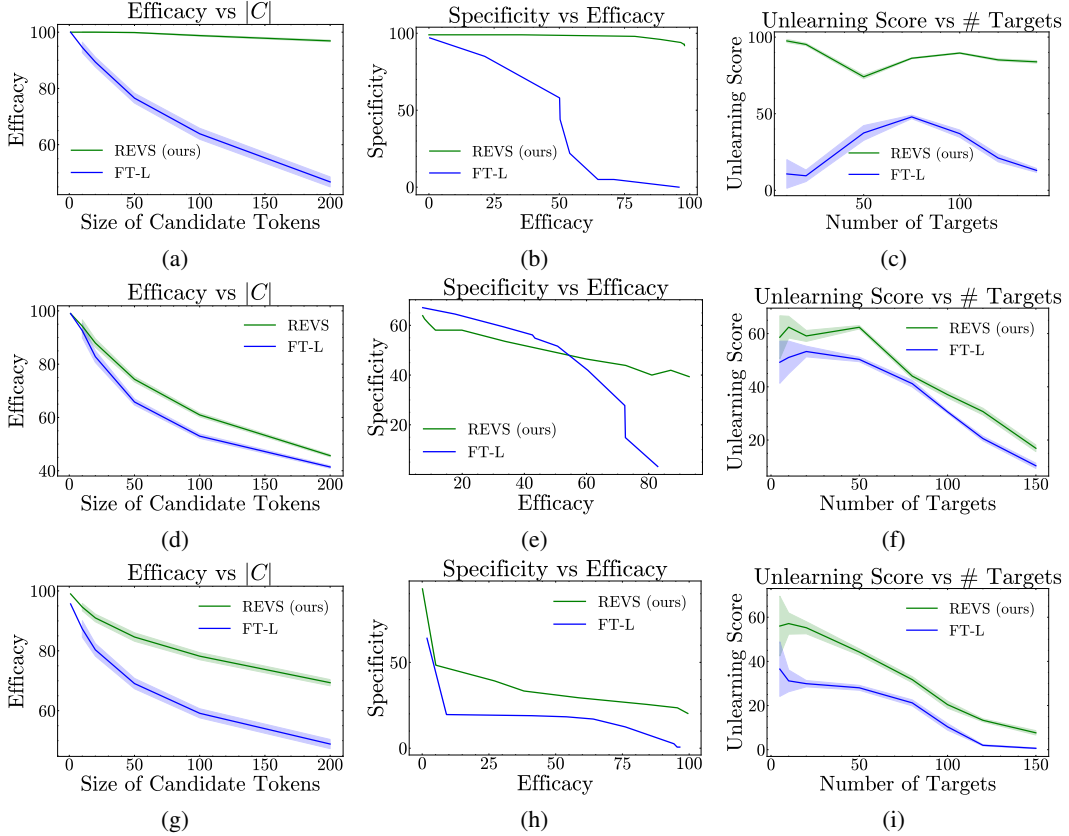 Efficacy vs |C|
Efficacy
100
80
60
REVS (ours)
FT-L
0
50
100
150
200
Size of Candidate Tokens
(a)
Specificity vs Efficacy
Specificity
100
50
0
REVS (ours)
FT-L
0
25
50
75
100
Efficacy
(b)
Unlearning Score vs # Targets
Unlearning Score
100
50
0
REVS (ours)
FT-L
50
100
Number of Targets
(c)
Efficacy vs |C|
Efficacy
100
80
60
40
REVS
FT-L
0
50
100
150
200
Size of Candidate Tokens
(d)
Specificity vs Efficacy
Specificity
60
40
20
REVS (ours)
FT-L
20
40
60
80
Efficacy
(e)
Unlearning Score vs # Targets
Unlearning Score
60
40
20
REVS (ours)
FT-L
0
50
100
150
Number of Targets
(f)
Efficacy vs |C|
Efficacy
100
80
60
REVS (ours)
FT-L
0
50
100
150
200
Size of Candidate Tokens
(g)
Specificity vs Efficacy
Specificity
50
0
REVS (ours)
FT-L
0
25
50
75
100
Efficacy
(h)
Unlearning Score vs # Targets
Unlearning Score
60
40
20
0
REVS (ours)
FT-L
0
50
100
150
Number of Targets
(i)